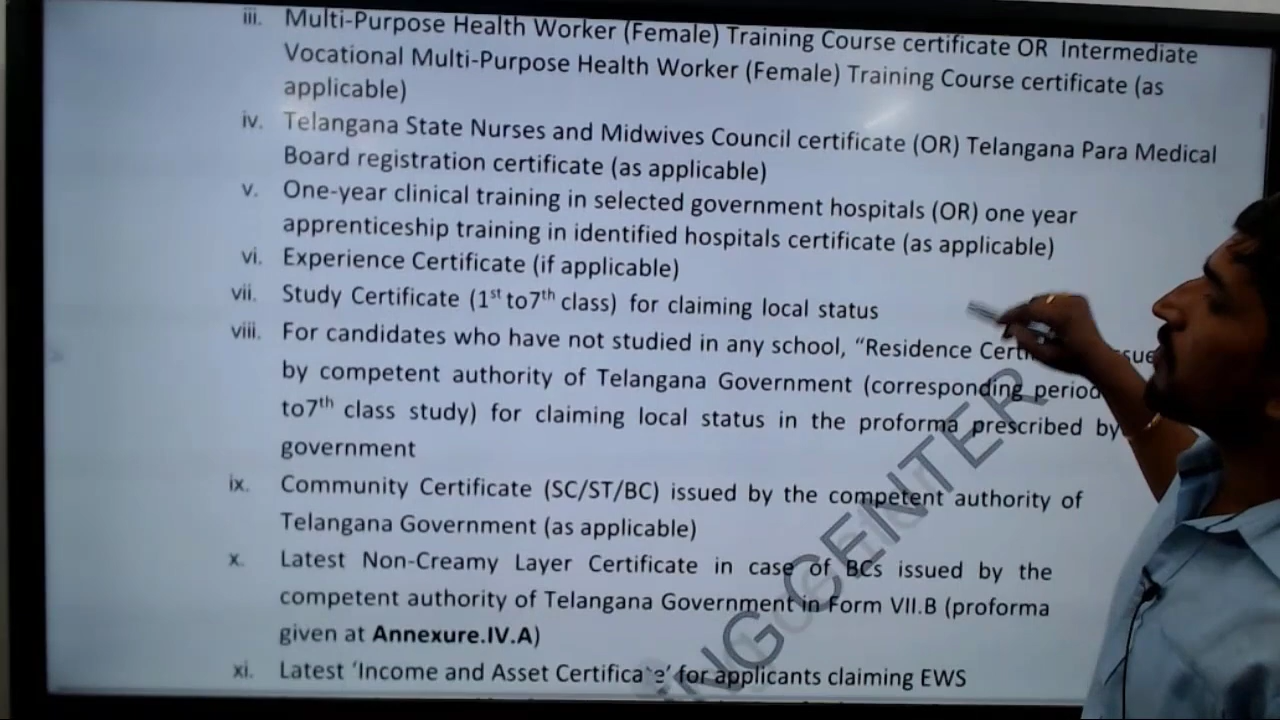 iii. Multi-Purpose Health Worker (Female) Training Course certificate OR Intermediate
Vocational Multi-Purpose Health Worker (Female) Training Course certificate (as
applicable)
iv. Telangana State Nurses and Midwives Council certificate (OR) Telangana Para Medical
Board registration certificate (as applicable)
v. One-year clinical training in selected government hospitals (OR) one year
apprenticeship training in identified hospitals certificate (as applicable)
vi. Experience Certificate (if applicable)
vii. Study Certificate (1st to7th class) for claiming local status
viii. For candidates who have not studied in any school, “Residence
by competent authority of Telangana Government (corresponding
to7th class study) for claiming local status in the proforma prescribed by
government
ix. Community Certificate (SC/ST/BC) issued by the competent authority of
Telangana Government (as applicable)
x. Latest Non-Creamy Layer Certificate in case of BCs issued by the
competent authority of Telangana Government in Form VII.B (proforma
given at Annexure.IV.A)
xi. Latest ‘Income and Asset Certificate’ for applicants claiming EWS
CENTER